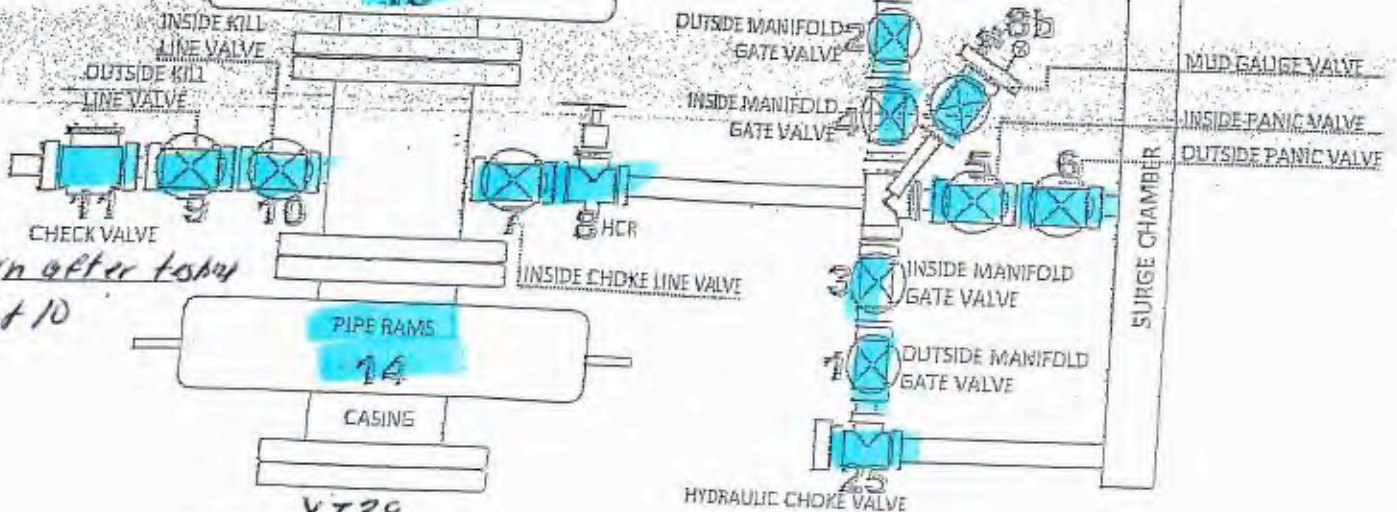 INSIDE KILL
LINE VALVE
OUTSIDE KILL
LINE VALVE
11
9
10
CHECK VALVE
after
10
8 HCR
INSIDE CHOKE LINE VALVE
PIPE RAMS
14
CASING
OUTSIDE MANIFOLD
GATE VALVE
2
INSIDE MANIFOLD
GATE VALVE
4
8b
MUD GAUGE VALVE
INSIDE PANIC VALVE
OUTSIDE PANIC VALVE
5
6
SURGE CHAMBER
3
INSIDE MANIFOLD
GATE VALVE
1
OUTSIDE MANIFOLD
GATE VALVE
25
HYDRAULIC CHOKE VALVE